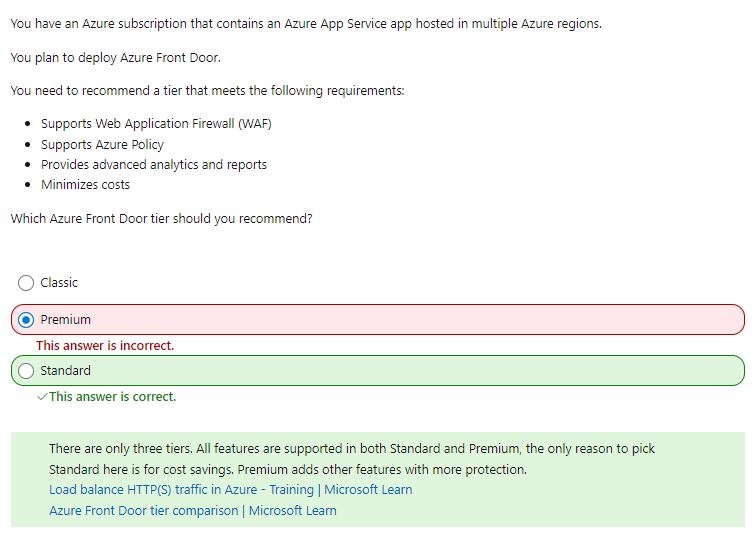 You have an Azure subscription that contains an Azure App Service app hosted in multiple Azure regions.
You plan to deploy Azure Front Door.
You need to recommend a tier that meets the following requirements:
• Supports Web Application Firewall (WAF)
• Supports Azure Policy
• Provides advanced analytics and reports
• Minimizes costs
Which Azure Front Door tier should you recommend?
Classic
Premium
This answer is incorrect.
Standard
✓This answer is correct.
There are only three tiers. All features are supported in both Standard and Premium, the only reason to pick
Standard here is for cost savings. Premium adds other features with more protection.
Load balance HTTP(S) traffic in Azure - Training | Microsoft Learn
Azure Front Door tier comparison | Microsoft Learn